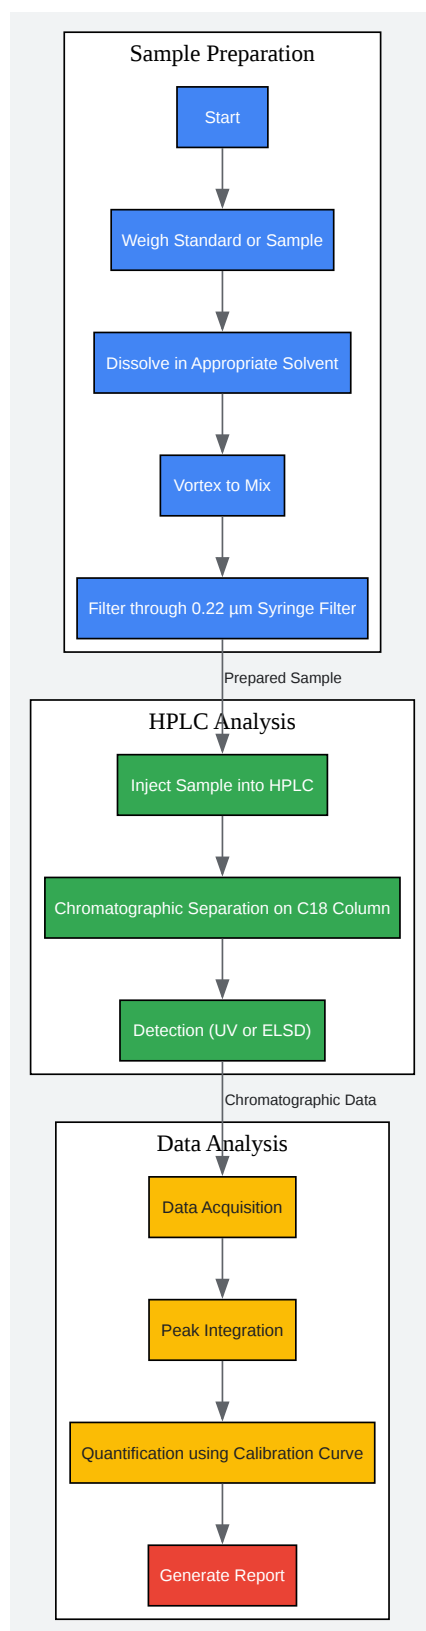 Sample Preparation
Start
Weigh Standard or Sample
Dissolve in Appropriate Solvent
Vortex to Mix
Filter through 0.22 µm Syringe Filter
Prepared Sample
HPLC Analysis
Inject Sample into HPLC
Chromatographic Separation on C18 Column
Detection (UV or ELSD)
Chromatographic Data
Data Analysis
Data Acquisition
Peak Integration
Quantification using Calibration Curve
Generate Report